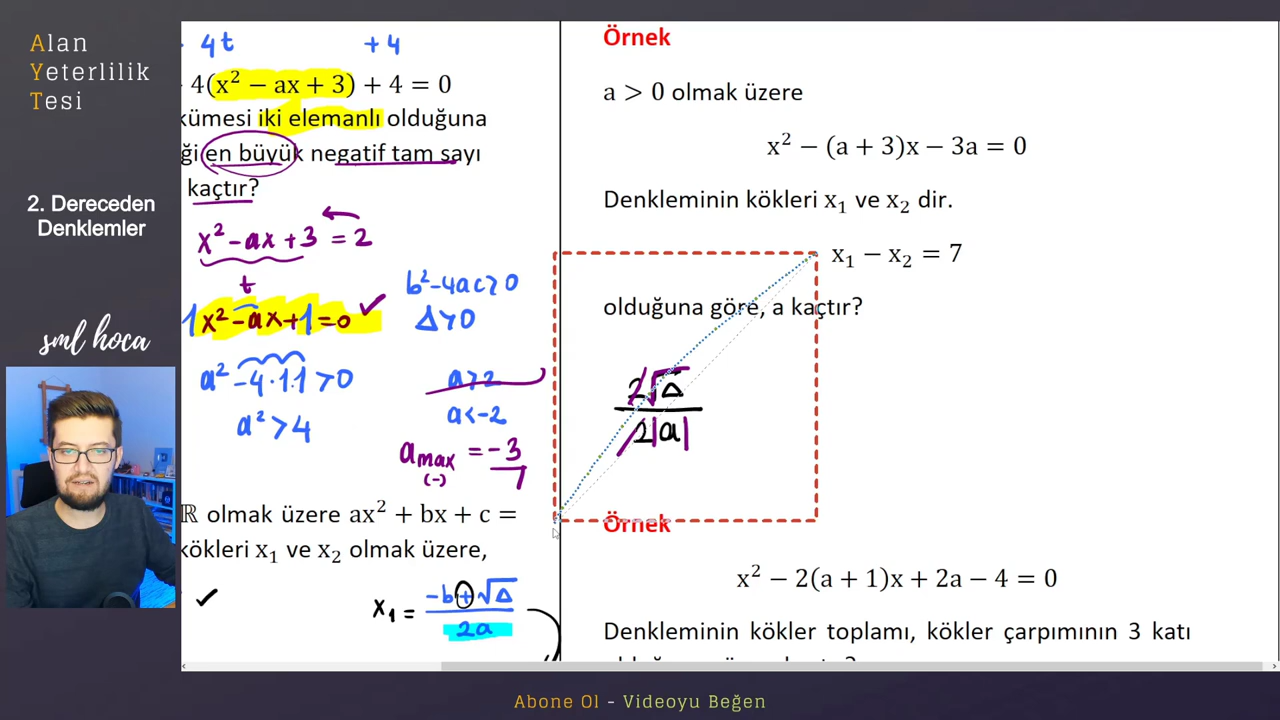 Alan
Yeterlilik
Tesi
2. Dereceden
Denklemler
sml hoca
4t +4
4(x² − ax + 3) + 4 = 0
kümesi iki elemanlı olduğuna
ği en büyük negatif tam sayı
kaçtır?
x² − ax + 3 = 2
t
1x² − ax + 1 = 0 ✓
a² − 4·1·1 > 0
a² > 4
b² − 4ac > 0
Δ > 0
a > 2
a < −2
amax = −3
(−)
ℝ olmak üzere ax² + bx + c =
kökleri x₁ ve x₂ olmak üzere,
✓
x₁ = −b + √Δ / 2a
Örnek
a > 0 olmak üzere
x² − (a + 3)x − 3a = 0
Denkleminin kökleri x₁ ve x₂ dir.
x₁ − x₂ = 7
olduğuna göre, a kaçtır?
2√Δ / 2|a|
Örnek
x² − 2(a + 1)x + 2a − 4 = 0
Denkleminin kökler toplamı, kökler çarpımının 3 katı
Abone Ol - Videoyu Beğen